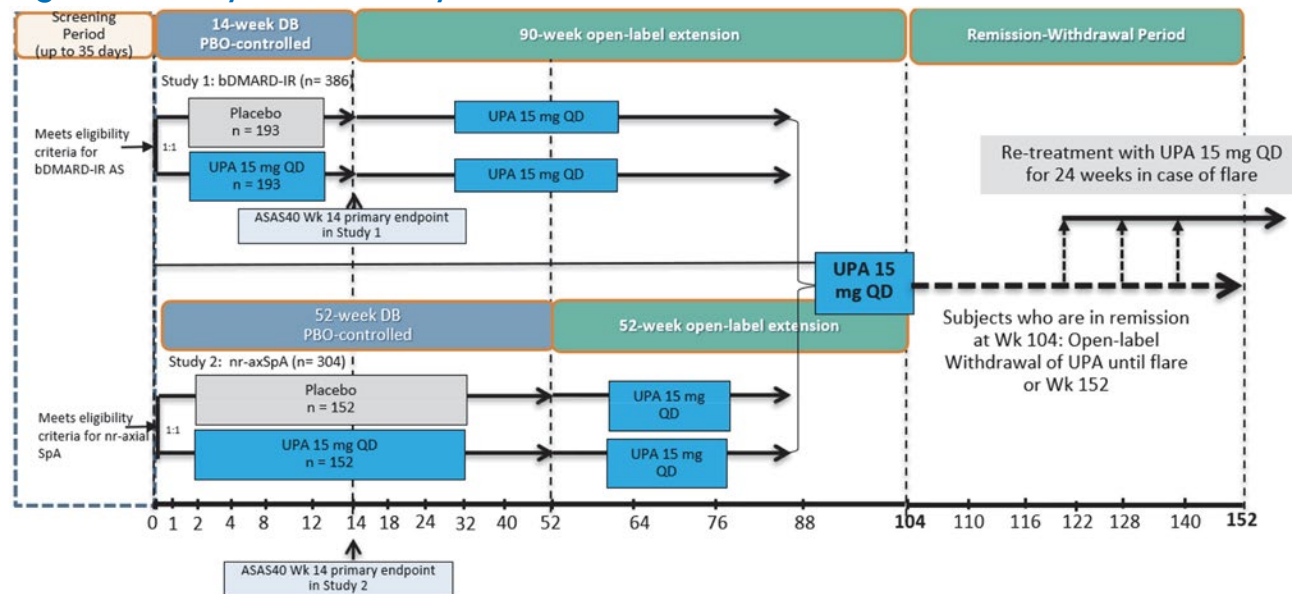 Screening
Period
(up to 35 days)
14-week DB
PBO-controlled
90-week open-label extension
Remission-Withdrawal Period
Study 1: bDMARD-IR (n= 386)
Meets eligibility
criteria for
bDMARD-IR AS
1:1
Placebo
n = 193
UPA 15 mg QD
n = 193
UPA 15 mg QD
UPA 15 mg QD
ASAS40 Wk 14 primary endpoint
in Study 1
Re-treatment with UPA 15 mg QD
for 24 weeks in case of flare
UPA 15
mg QD
Subjects who are in remission
at Wk 104: Open-label
Withdrawal of UPA until flare
or Wk 152
52-week DB
PBO-controlled
52-week open-label extension
Study 2: nr-axSpA (n= 304)
Meets eligibility
criteria for nr-axial
SpA
1:1
Placebo
n = 152
UPA 15 mg QD
n = 152
UPA 15 mg
QD
UPA 15 mg
QD
0 1 2 4 8 12 14 18 24 32 40 52 64 76 88 104 110 116 122 128 140 152
ASAS40 Wk 14 primary endpoint
in Study 2